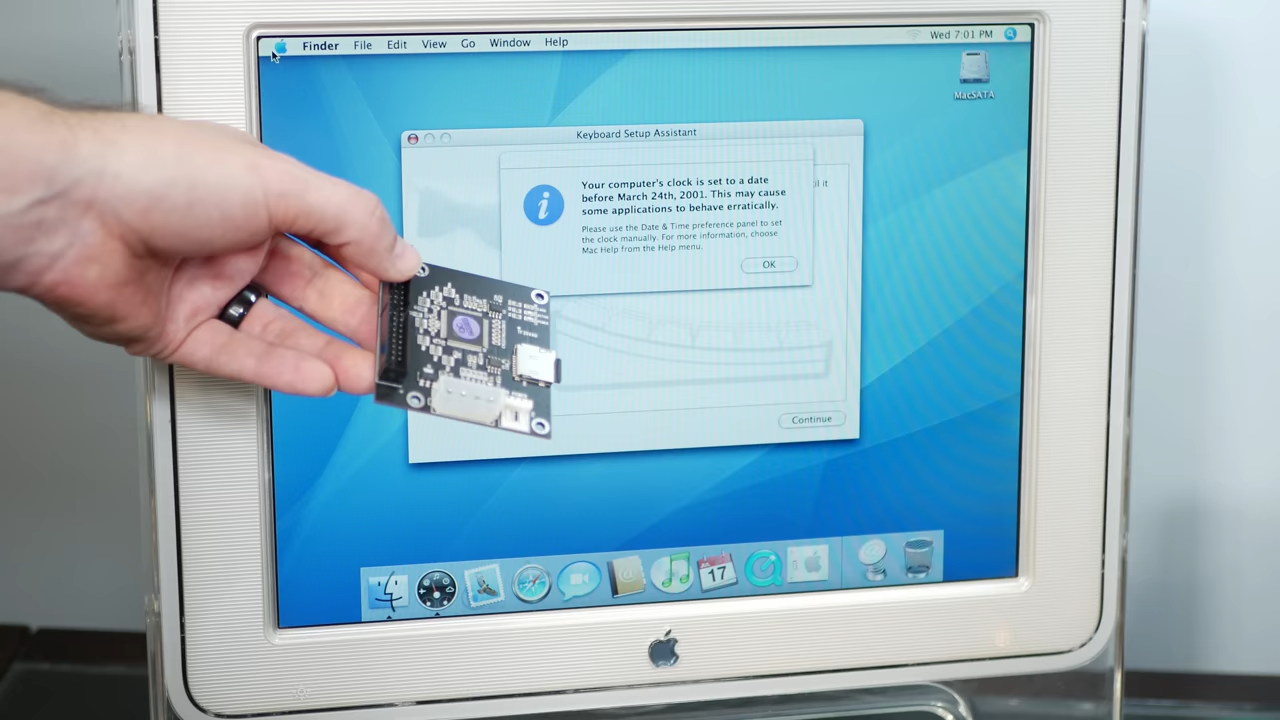 Finder File Edit View Go Window Help
Wed 7:01 PM
MacSATA
Keyboard Setup Assistant
Your computer's clock is set to a date
before March 24th, 2001. This may cause
some applications to behave erratically.
Please use the Date & Time preference panel to set
the clock manually. For more information, choose
Mac Help from the Help menu.
OK
it
Continue
17